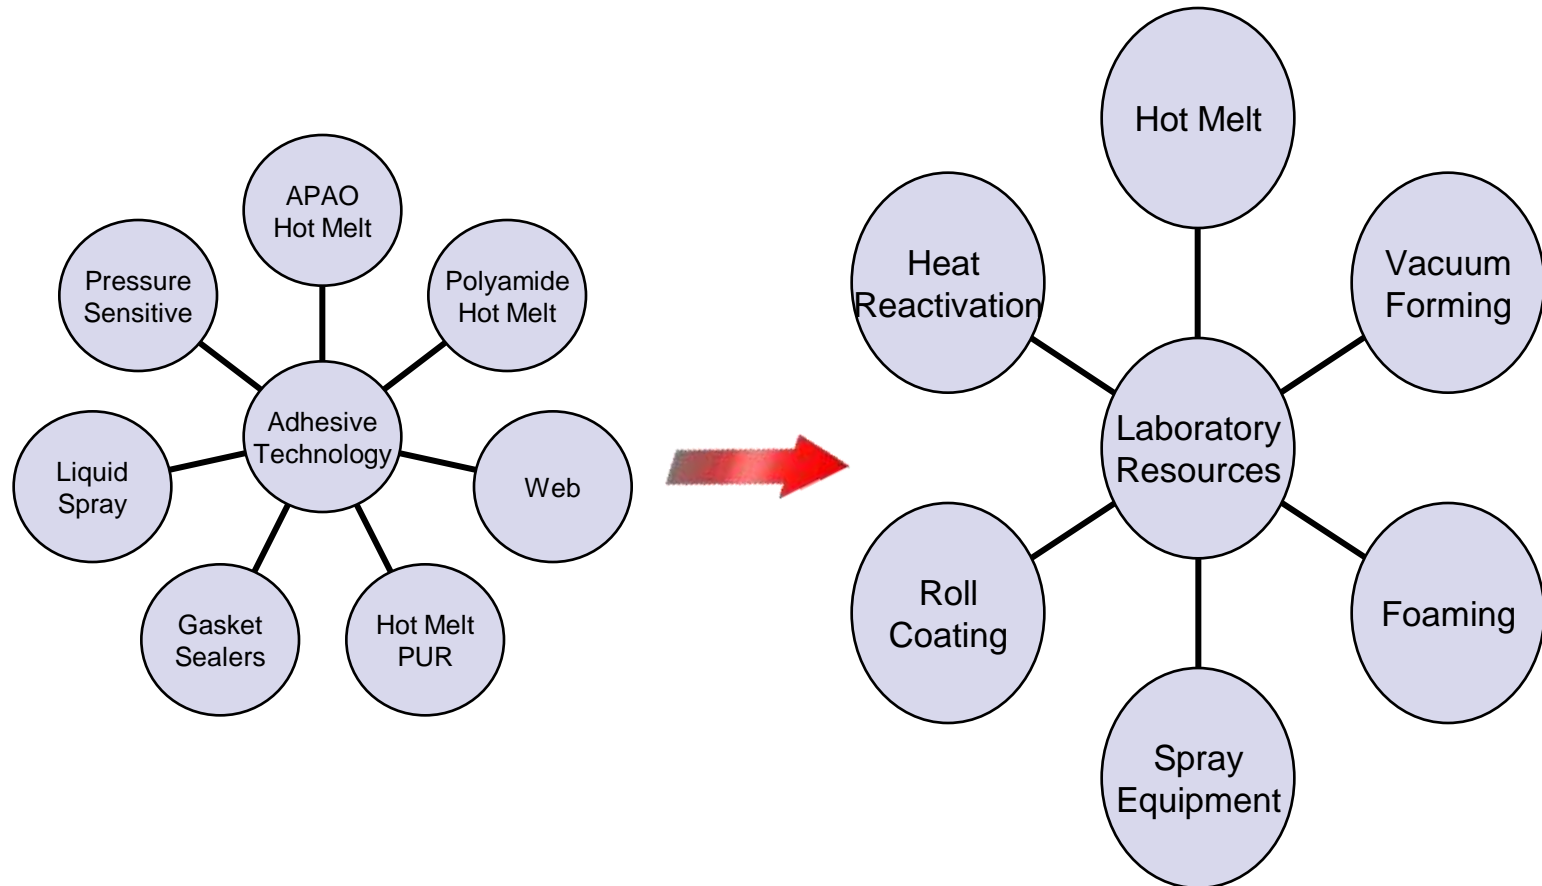 APAO
Hot Melt
Polyamide
Hot Melt
Web
Hot Melt
PUR
Gasket
Sealers
Liquid
Spray
Pressure
Sensitive
Adhesive
Technology
Hot Melt
Vacuum
Forming
Foaming
Spray
Equipment
Roll
Coating
Heat
Reactivation
Laboratory
Resources